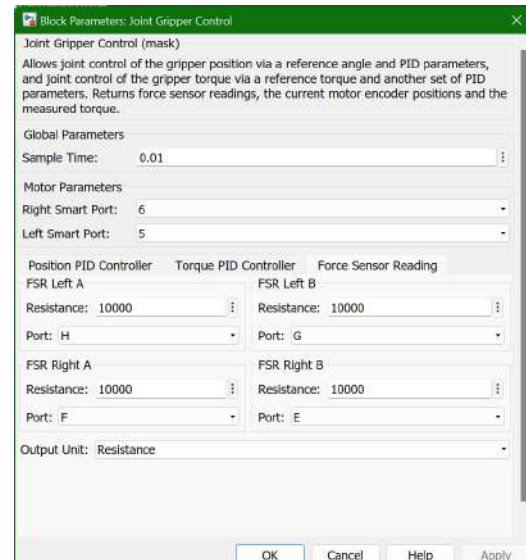 Block Parameters: Joint Gripper Control
Joint Gripper Control (mask)
Allows joint control of the gripper position via a reference angle and PID parameters,
and joint control of the gripper torque via a reference torque and another set of PID
parameters. Returns force sensor readings, the current motor encoder positions and the
measured torque.
Global Parameters
Sample Time: 0.01
Motor Parameters
Right Smart Port: 6
Left Smart Port: 5
Position PID Controller Torque PID Controller Force Sensor Reading
FSR Left A FSR Left B
Resistance: 10000 Resistance: 10000
Port: H Port: G
FSR Right A FSR Right B
Resistance: 10000 Resistance: 10000
Port: F Port: E
Output Unit: Resistance
OK Cancel Help Apply